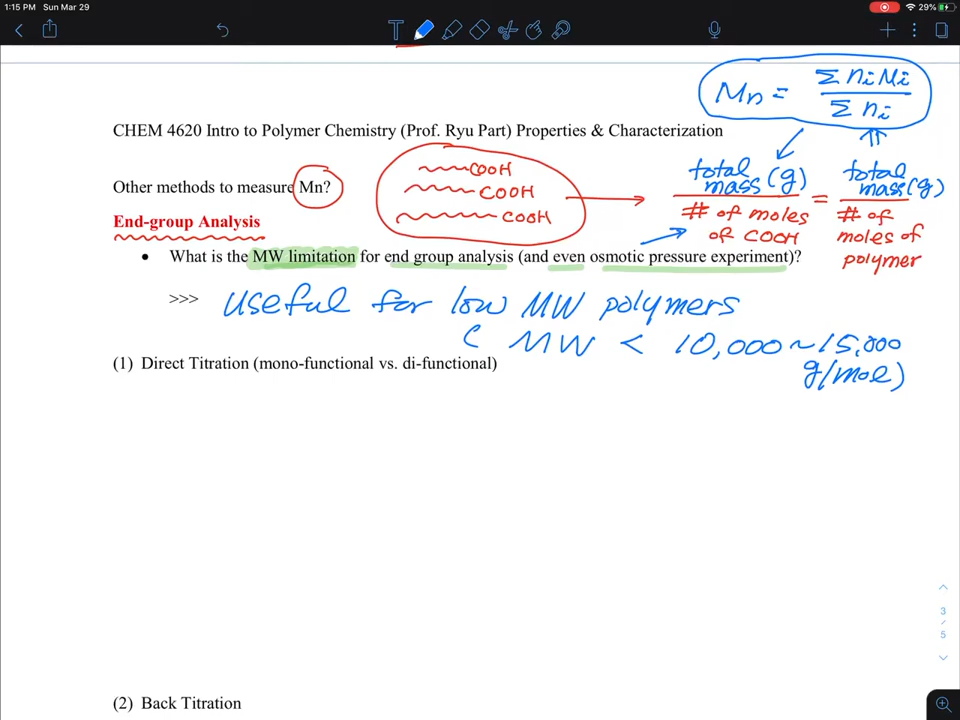 1:15 PM Sun Mar 29
29%
T
Mn = Σ niMi / Σ ni
CHEM 4620 Intro to Polymer Chemistry (Prof. Ryu Part) Properties & Characterization
Other methods to measure Mn?
COOH
COOH
COOH
total mass (g) / # of moles of COOH = total mass (g) / # of moles of polymer
End-group Analysis
• What is the MW limitation for end group analysis (and even osmotic pressure experiment)?
>>> useful for low MW polymers
( MW < 10,000 ~ 15,000
g/mol)
(1) Direct Titration (mono-functional vs. di-functional)
3
/
5
(2) Back Titration